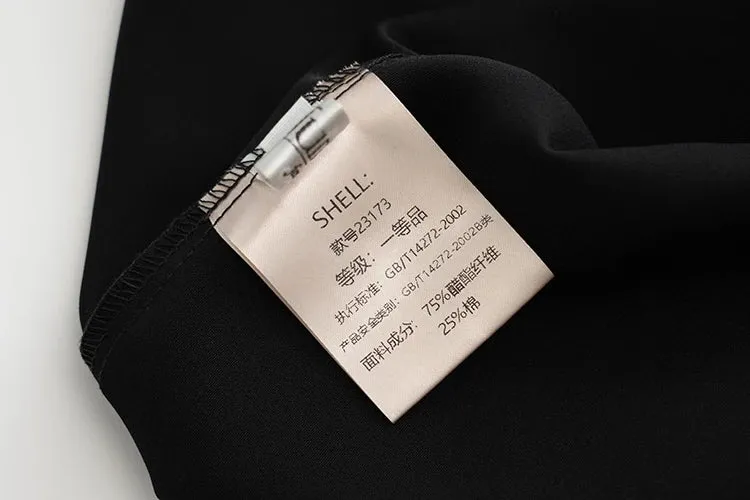 SHELL:
款号23173
等级：一等品
执行标准：GB/T14272-2002
产品安全类别：GB/T14272-2002B类
面料成分：75%醋酯纤维
25%棉